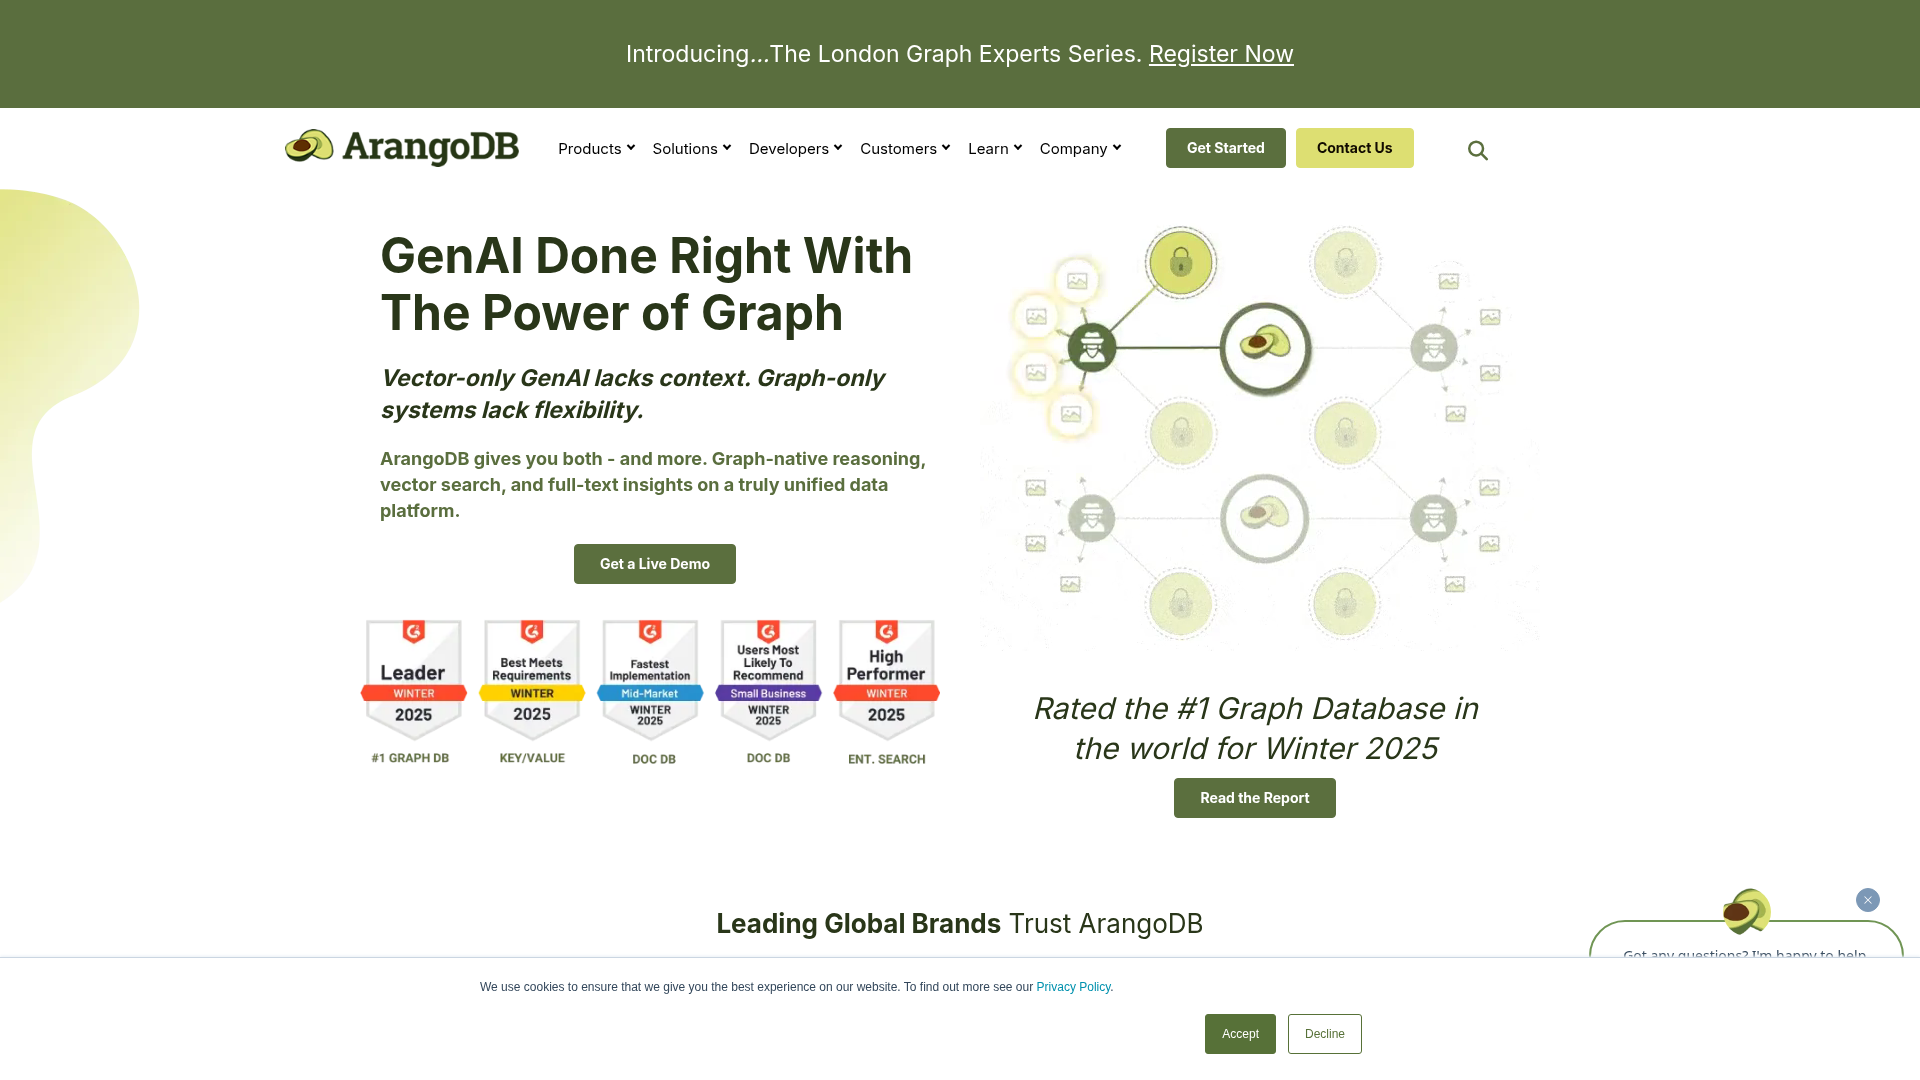 Introducing...The London Graph Experts Series. Register Now
ArangoDB
Products
Solutions
Developers
Customers
Learn
Company
Get Started
Contact Us
GenAI Done Right With
The Power of Graph
Vector-only GenAI lacks context. Graph-only
systems lack flexibility.
ArangoDB gives you both - and more. Graph-native reasoning,
vector search, and full-text insights on a truly unified data
platform.
Get a Live Demo
Leader
WINTER
2025
#1 GRAPH DB
Best Meets
Requirements
WINTER
2025
KEY/VALUE
Fastest
Implementation
Mid-Market
WINTER
2025
DOC DB
Users Most
Likely To
Recommend
Small Business
WINTER
2025
DOC DB
High
Performer
WINTER
2025
ENT. SEARCH
Rated the #1 Graph Database in
the world for Winter 2025
Read the Report
Leading Global Brands Trust ArangoDB
Got any questions? I'm happy to help
We use cookies to ensure that we give you the best experience on our website. To find out more see our Privacy Policy.
Accept
Decline